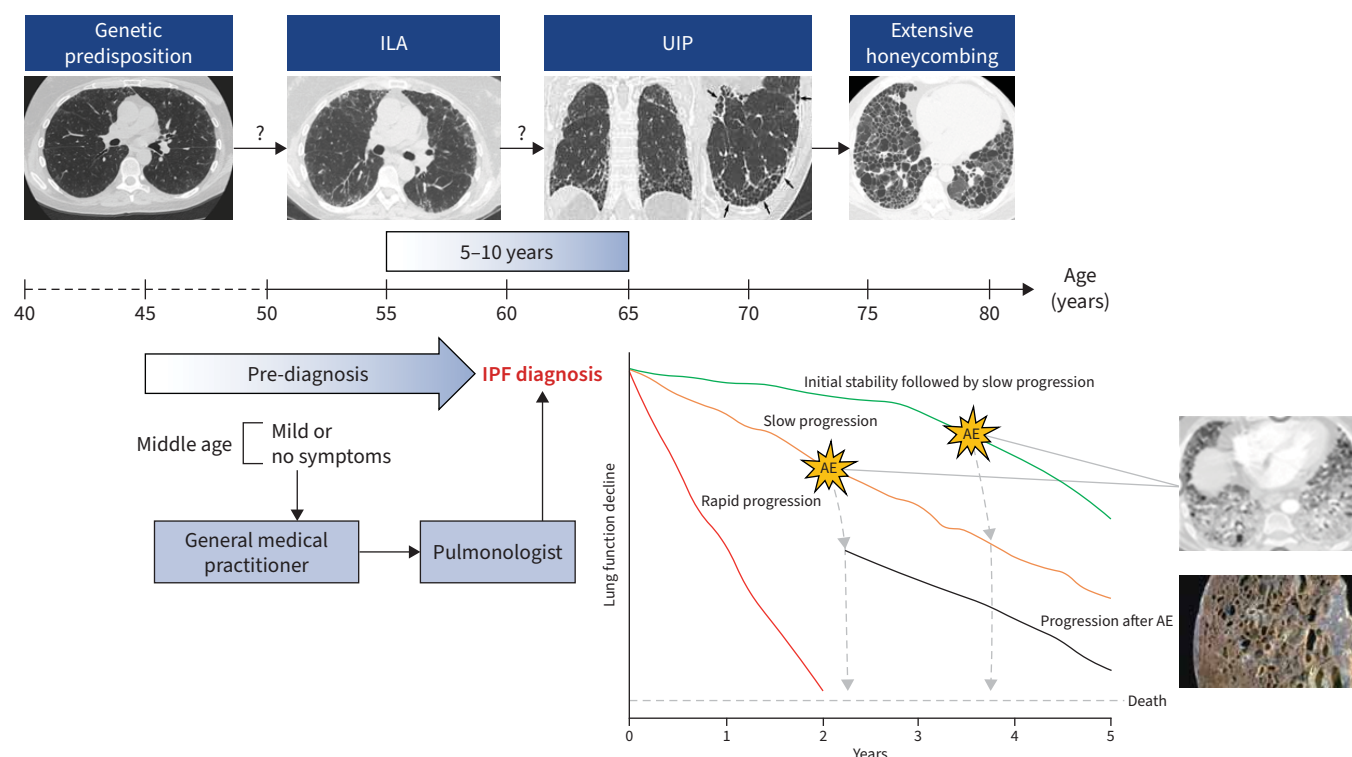 Genetic
predisposition
ILA
UIP
Extensive
honeycombing
?
?
5–10 years
40
45
50
55
60
65
70
75
80
Age
(years)
Pre-diagnosis
IPF diagnosis
Middle age
Mild or
no symptoms
General medical
practitioner
Pulmonologist
Lung function decline
Initial stability followed by slow progression
Slow progression
AE
AE
Rapid progression
Progression after AE
Death
0
1
2
3
4
5
Years